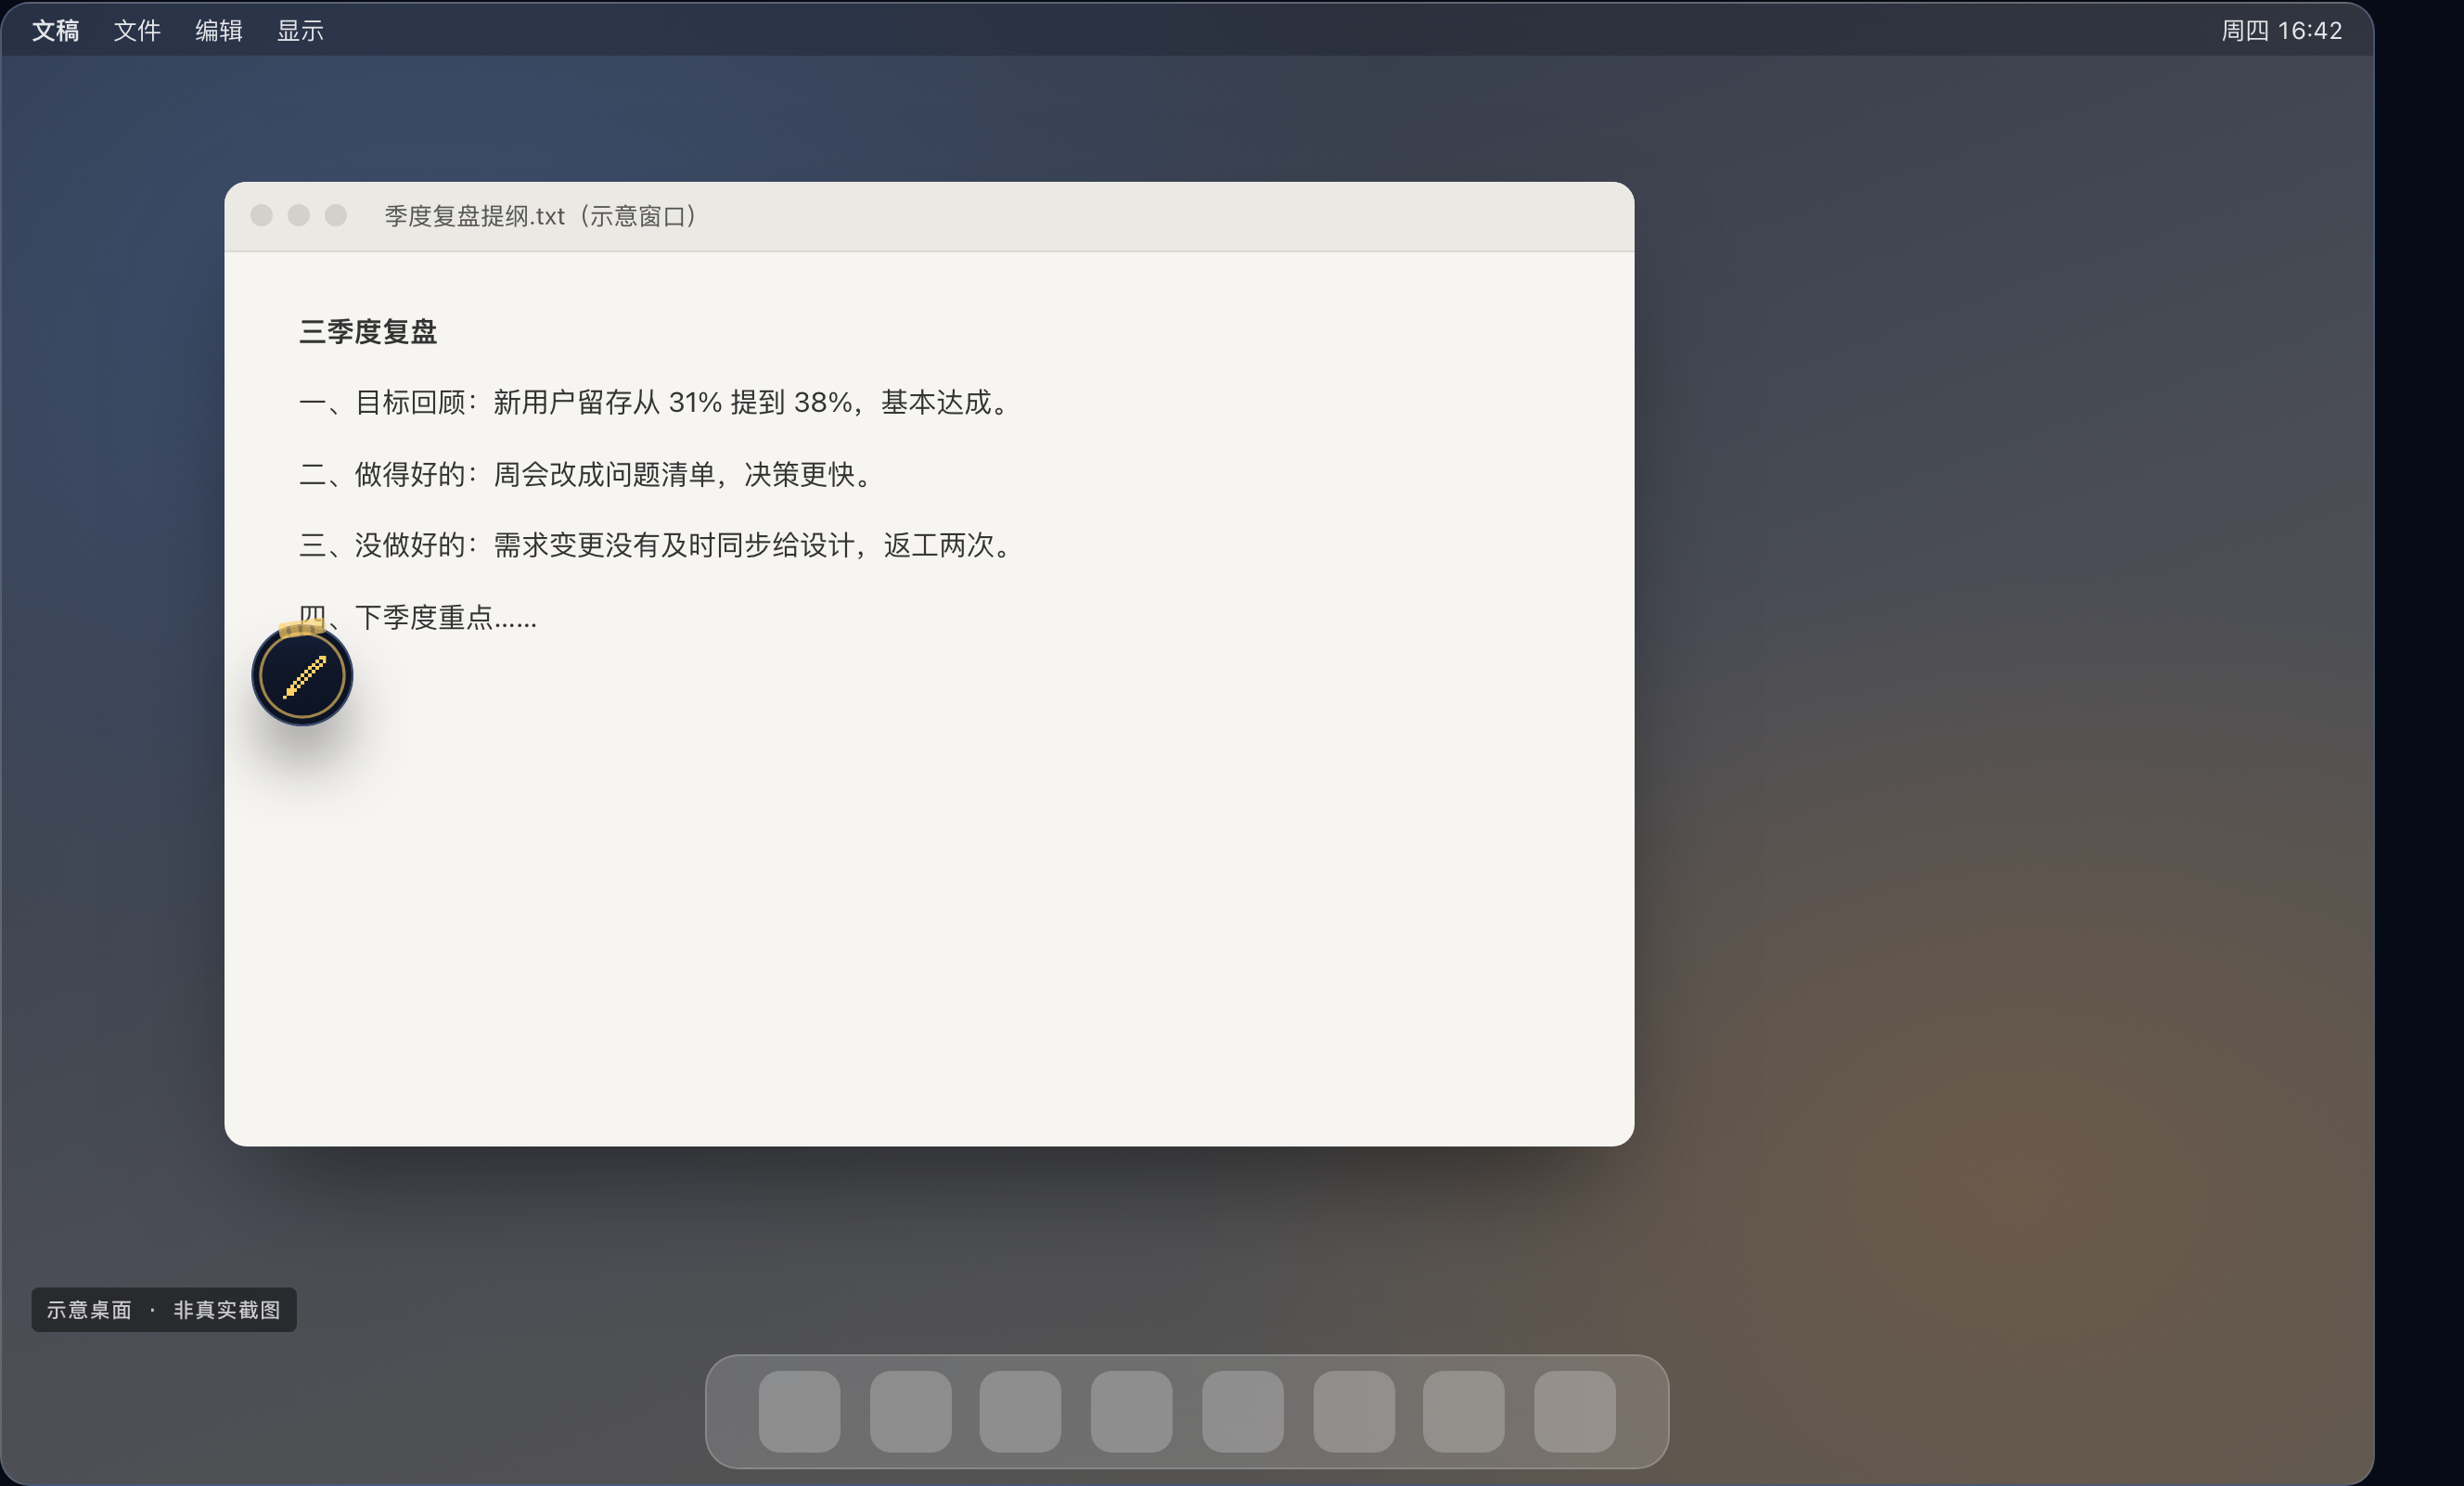 文稿 文件 编辑 显示 周四 16:42
季度复盘提纲.txt（示意窗口）
三季度复盘
一、目标回顾：新用户留存从 31% 提到 38%，基本达成。
二、做得好的：周会改成问题清单，决策更快。
三、没做好的：需求变更没有及时同步给设计，返工两次。
四、下季度重点……
示意桌面 · 非真实截图